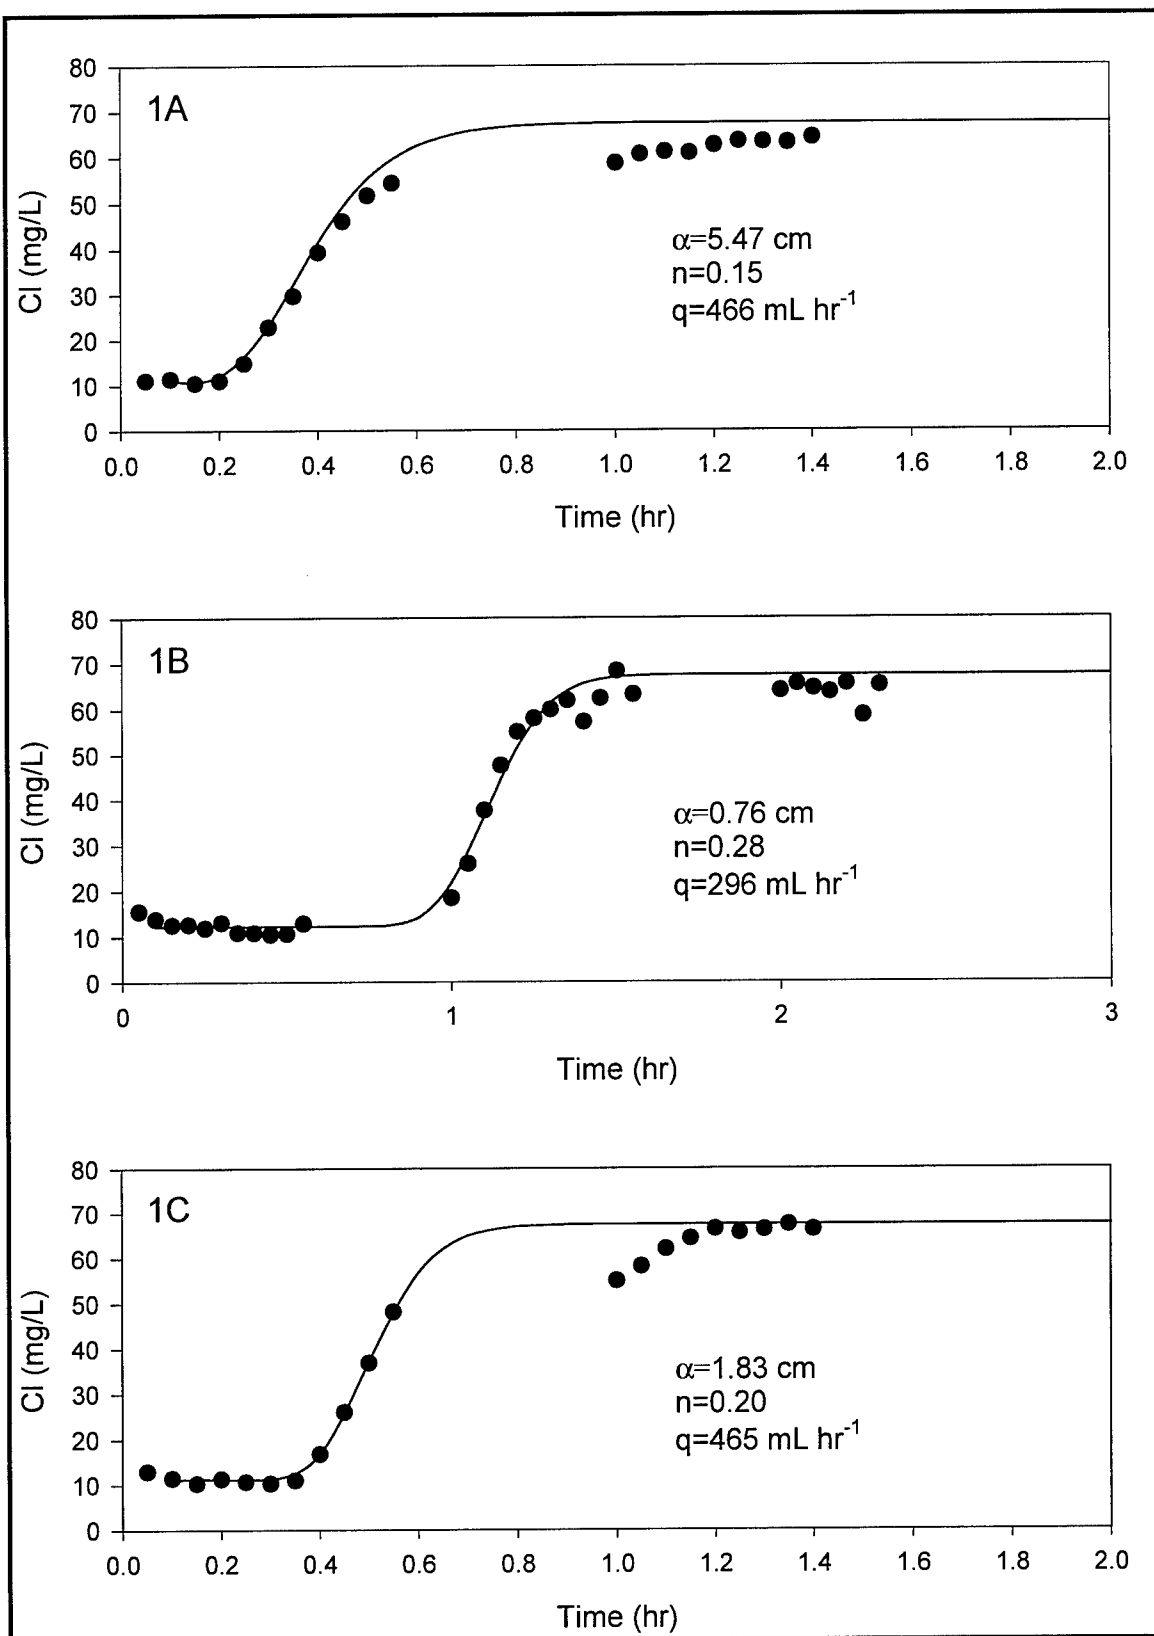 80
70
60
50
40
30
20
10
0
Cl (mg/L)
1A
α=5.47 cm
n=0.15
q=466 mL hr⁻¹
0.0 0.2 0.4 0.6 0.8 1.0 1.2 1.4 1.6 1.8 2.0
Time (hr)
80
70
60
50
40
30
20
10
0
Cl (mg/L)
1B
α=0.76 cm
n=0.28
q=296 mL hr⁻¹
0 1 2 3
Time (hr)
80
70
60
50
40
30
20
10
0
Cl (mg/L)
1C
α=1.83 cm
n=0.20
q=465 mL hr⁻¹
0.0 0.2 0.4 0.6 0.8 1.0 1.2 1.4 1.6 1.8 2.0
Time (hr)